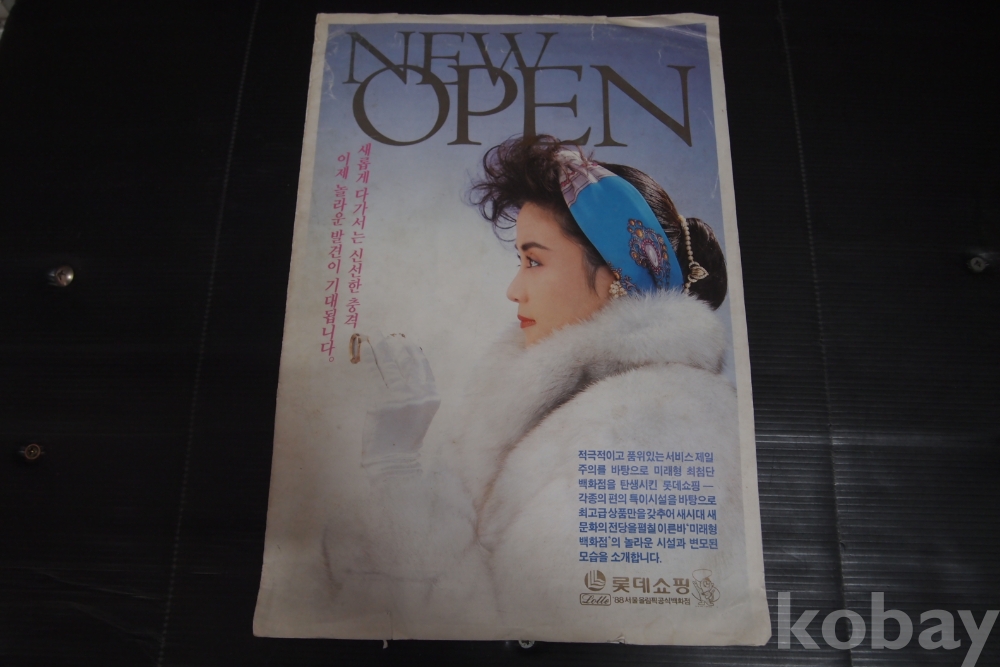 NEW
OPEN
새롭게 다가서는 신선한 충격
이제 놀라운 발견이 기대됩니다.
적극적이고 품위있는 서비스 제일
주의를 바탕으로 미래형 최첨단
백화점을 탄생시킨 롯데쇼핑—
각종의 편의 특이시설을 바탕으로
최고급상품만을 갖추어 새시대 새
문화의 전당을 펼칠 이른바 '미래형
백화점'의 놀라운 시설과 변모된
모습을 소개합니다.
롯데쇼핑
Lotte '88서울올림픽공식백화점
kobay